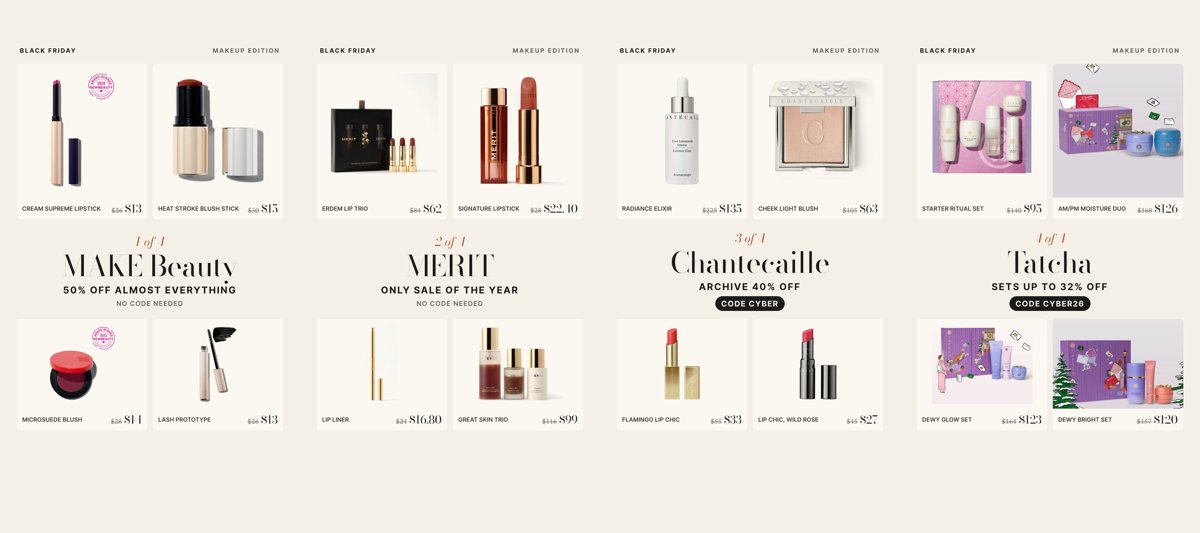 BLACK FRIDAY MAKEUP EDITION
CREAM SUPREME LIPSTICK $26 $13
HEAT STROKE BLUSH STICK $30 $15
1 of 4
MAKE Beauty
50% OFF ALMOST EVERYTHING
NO CODE NEEDED
MICROSUEDE BLUSH $28 $14
LASH PROTOTYPE $26 $13
BLACK FRIDAY MAKEUP EDITION
MERIT
ERDEM LIP TRIO $84 $62
MERIT
SIGNATURE LIPSTICK $28 $22.40
2 of 4
MERIT
ONLY SALE OF THE YEAR
NO CODE NEEDED
LIP LINER $24 $16.80
GREAT SKIN TRIO $116 $99
BLACK FRIDAY MAKEUP EDITION
RADIANCE ELIXIR $225 $135
CHANTECAILLE
C
CHEEK LIGHT BLUSH $105 $63
3 of 4
Chantecaille
ARCHIVE 40% OFF
CODE CYBER
FLAMINGO LIP CHIC $55 $33
LIP CHIC, WILD ROSE $45 $27
BLACK FRIDAY MAKEUP EDITION
STARTER RITUAL SET $140 $95
AM/PM MOISTURE DUO $168 $126
4 of 4
Tatcha
SETS UP TO 32% OFF
CODE CYBER26
DEWY GLOW SET $164 $123
DEWY BRIGHT SET $157 $120